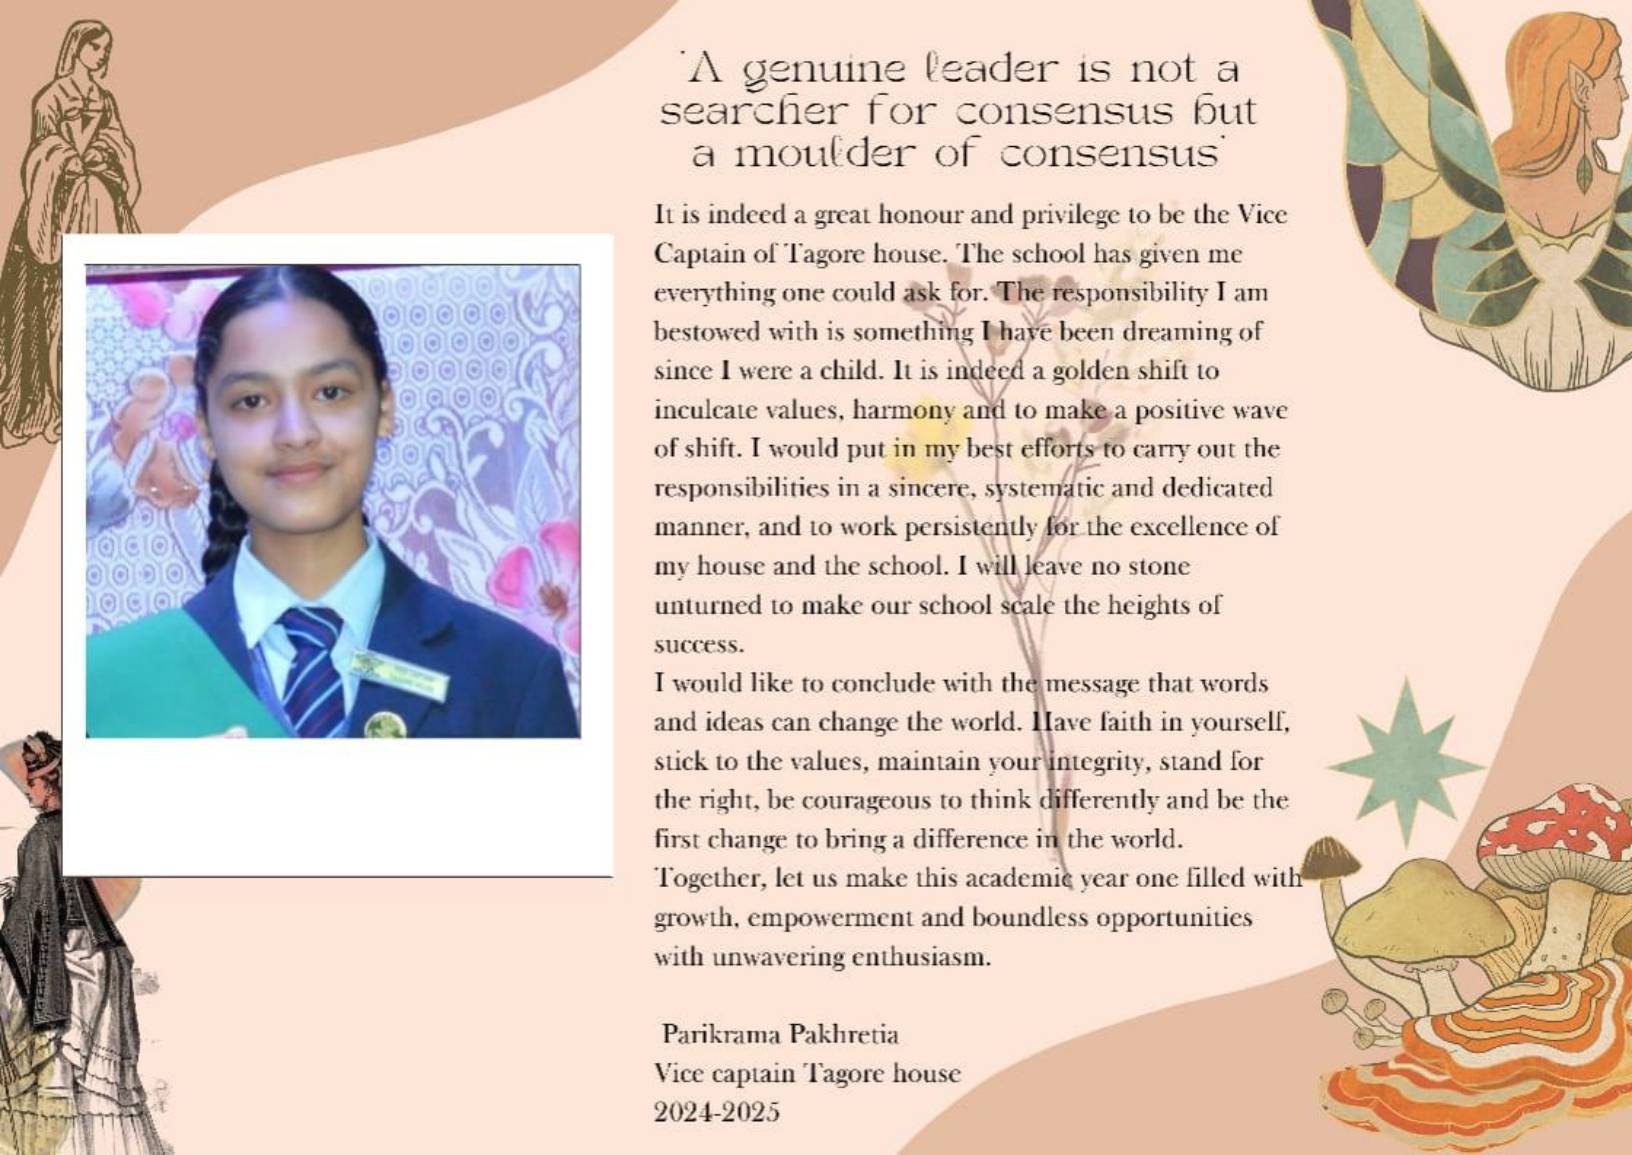 'A genuine leader is not a
searcher for consensus but
a moulder of consensus'
It is indeed a great honour and privilege to be the Vice
Captain of Tagore house. The school has given me
everything one could ask for. The responsibility I am
bestowed with is something I have been dreaming of
since I were a child. It is indeed a golden shift to
inculcate values, harmony and to make a positive wave
of shift. I would put in my best efforts to carry out the
responsibilities in a sincere, systematic and dedicated
manner, and to work persistently for the excellence of
my house and the school. I will leave no stone
unturned to make our school scale the heights of
success.
I would like to conclude with the message that words
and ideas can change the world. Have faith in yourself,
stick to the values, maintain your integrity, stand for
the right, be courageous to think differently and be the
first change to bring a difference in the world.
Together, let us make this academic year one filled with
growth, empowerment and boundless opportunities
with unwavering enthusiasm.
Parikrama Pakhretia
Vice captain Tagore house
2024-2025